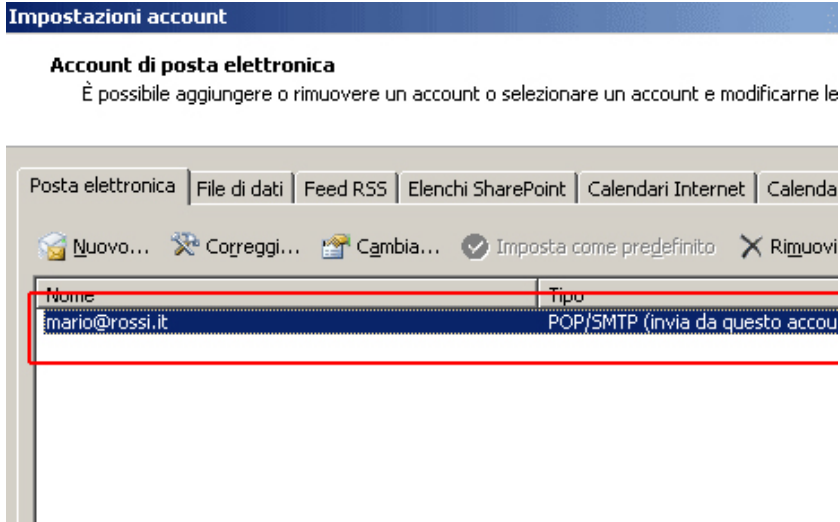 Impostazioni account
Account di posta elettronica
È possibile aggiungere o rimuovere un account o selezionare un account e modificarne le
Posta elettronica File di dati Feed RSS Elenchi SharePoint Calendari Internet Calenda
Nuovo... Correggi... Cambia... Imposta come predefinito Rimuovi
Nome Tipo
mario@rossi.it POP/SMTP (invia da questo accou